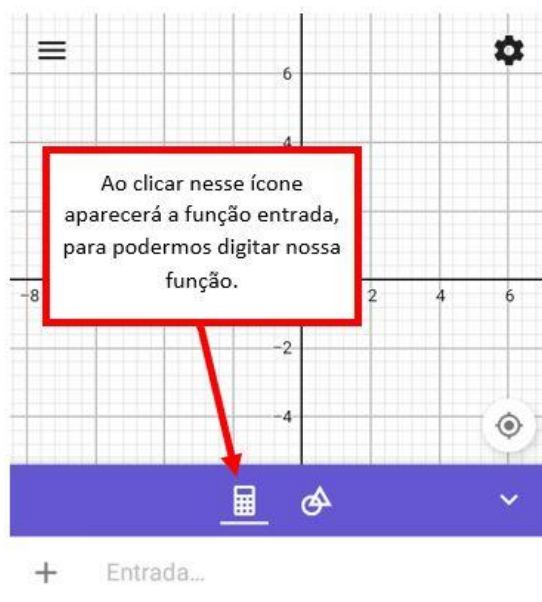 6
4
Ao clicar nesse ícone
aparecerá a função entrada,
para podermos digitar nossa
função.
-8 2 4 6
-2
-4
+ Entrada...